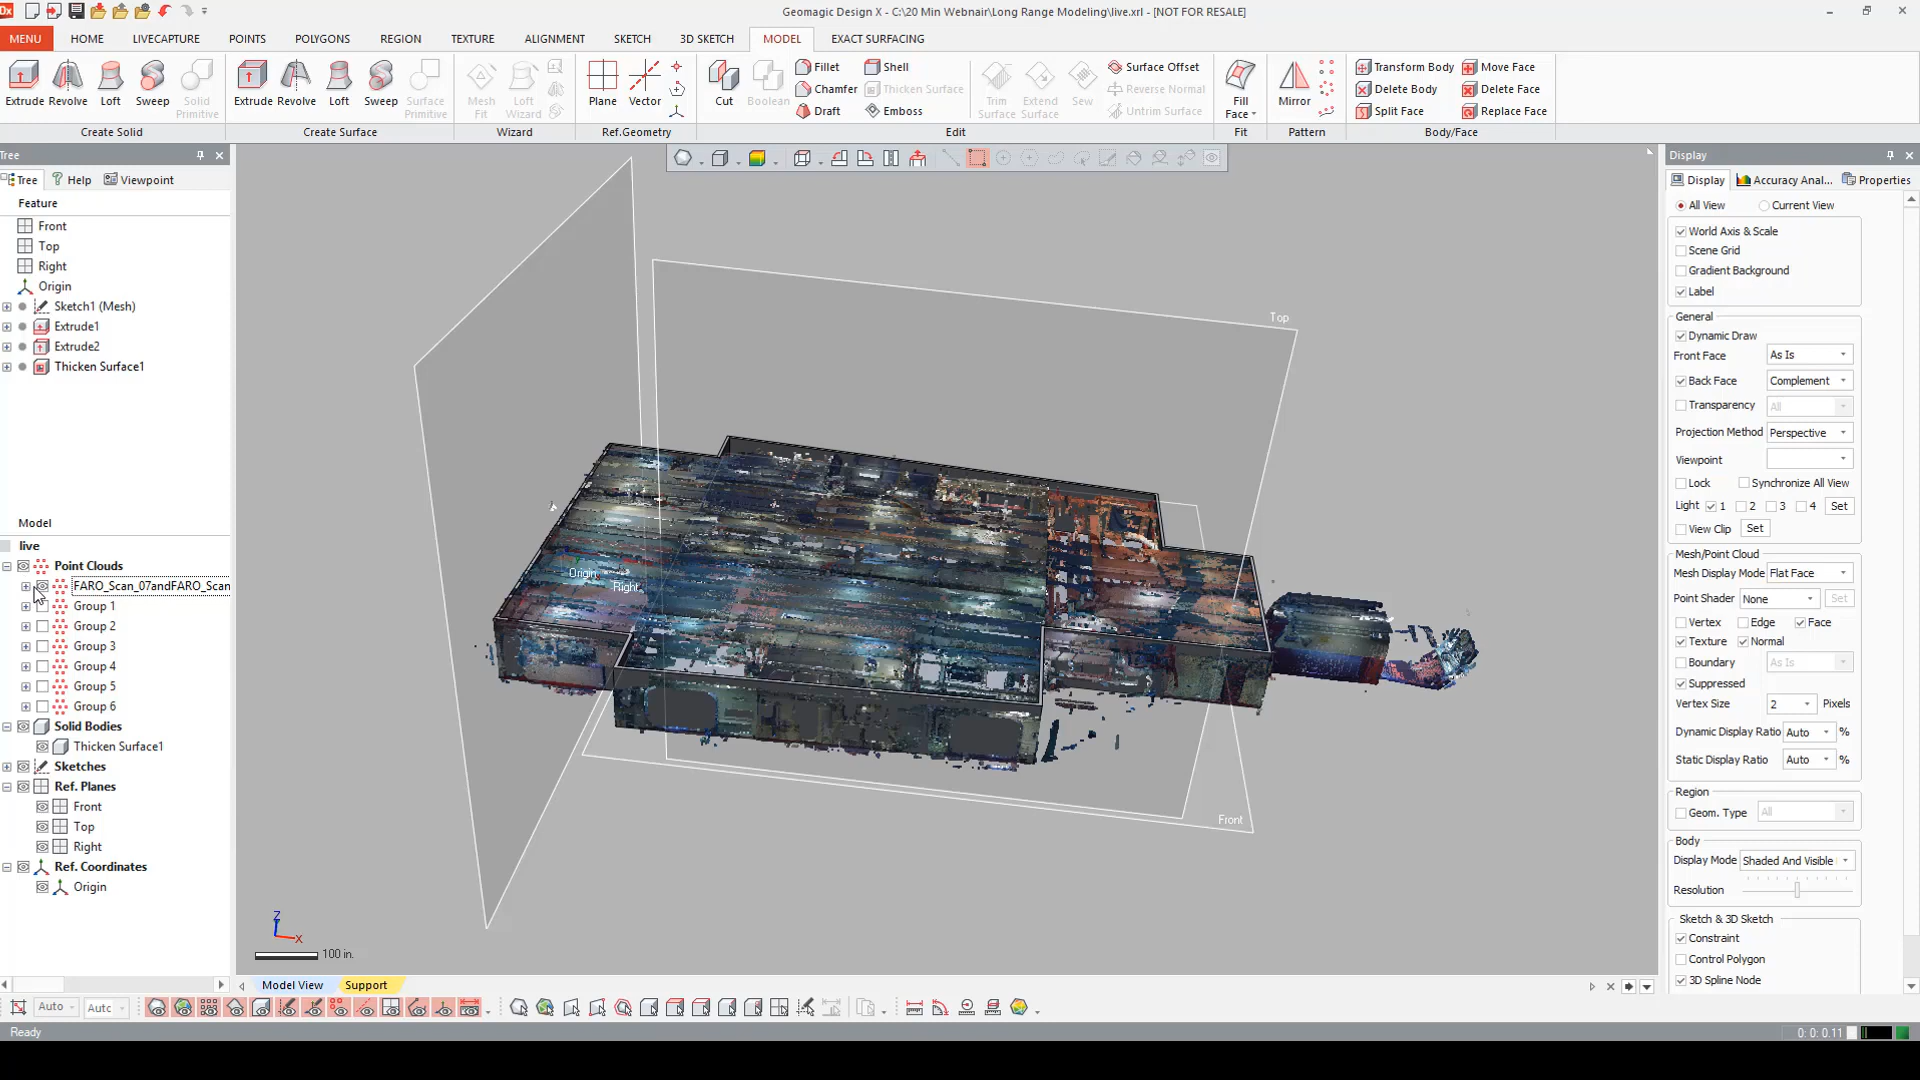 Dx
Geomagic Design X - C:\20 Min Webnair\Long Range Modeling\live.xrl - [NOT FOR RESALE]
MENU HOME LIVECAPTURE POINTS POLYGONS REGION TEXTURE ALIGNMENT SKETCH 3D SKETCH MODEL EXACT SURFACING
Extrude Revolve Loft Sweep Solid Primitive
Create Solid
Extrude Revolve Loft Sweep Surface Primitive
Create Surface
Mesh Fit Loft Wizard
Wizard
Plane Vector
Ref.Geometry
Cut Boolean
Fillet Chamfer Draft
Shell Thicken Surface Emboss
Trim Surface Extend Surface Sew
Surface Offset Reverse Normal Untrim Surface
Edit
Fill Face
Fit
Mirror
Pattern
Transform Body Delete Body Split Face
Move Face Delete Face Replace Face
Body/Face
Tree
Tree Help Viewpoint
Feature
Front
Top
Right
Origin
Sketch1 (Mesh)
Extrude1
Extrude2
Thicken Surface1
Model
live
Point Clouds
FARO_Scan_07andFARO_Scan
Group 1
Group 2
Group 3
Group 4
Group 5
Group 6
Solid Bodies
Thicken Surface1
Sketches
Ref. Planes
Front
Top
Right
Ref. Coordinates
Origin
Top
Origin
Right
Front
Z
X
100 in.
Display
Display Accuracy Anal... Properties
All View Current View
World Axis & Scale
Scene Grid
Gradient Background
Label
General
Dynamic Draw
Front Face As Is
Back Face Complement
Transparency All
Projection Method Perspective
Viewpoint
Lock Synchronize All View
Light 1 2 3 4 Set
View Clip Set
Mesh/Point Cloud
Mesh Display Mode Flat Face
Point Shader None Set
Vertex Edge Face
Texture Normal
Boundary As Is
Suppressed
Vertex Size 2 Pixels
Dynamic Display Ratio Auto %
Static Display Ratio Auto %
Region
Geom. Type All
Body
Display Mode Shaded And Visible
Resolution
Sketch & 3D Sketch
Constraint
Control Polygon
3D Spline Node
Model View Support
Auto Autc
Ready
0: 0: 0.11